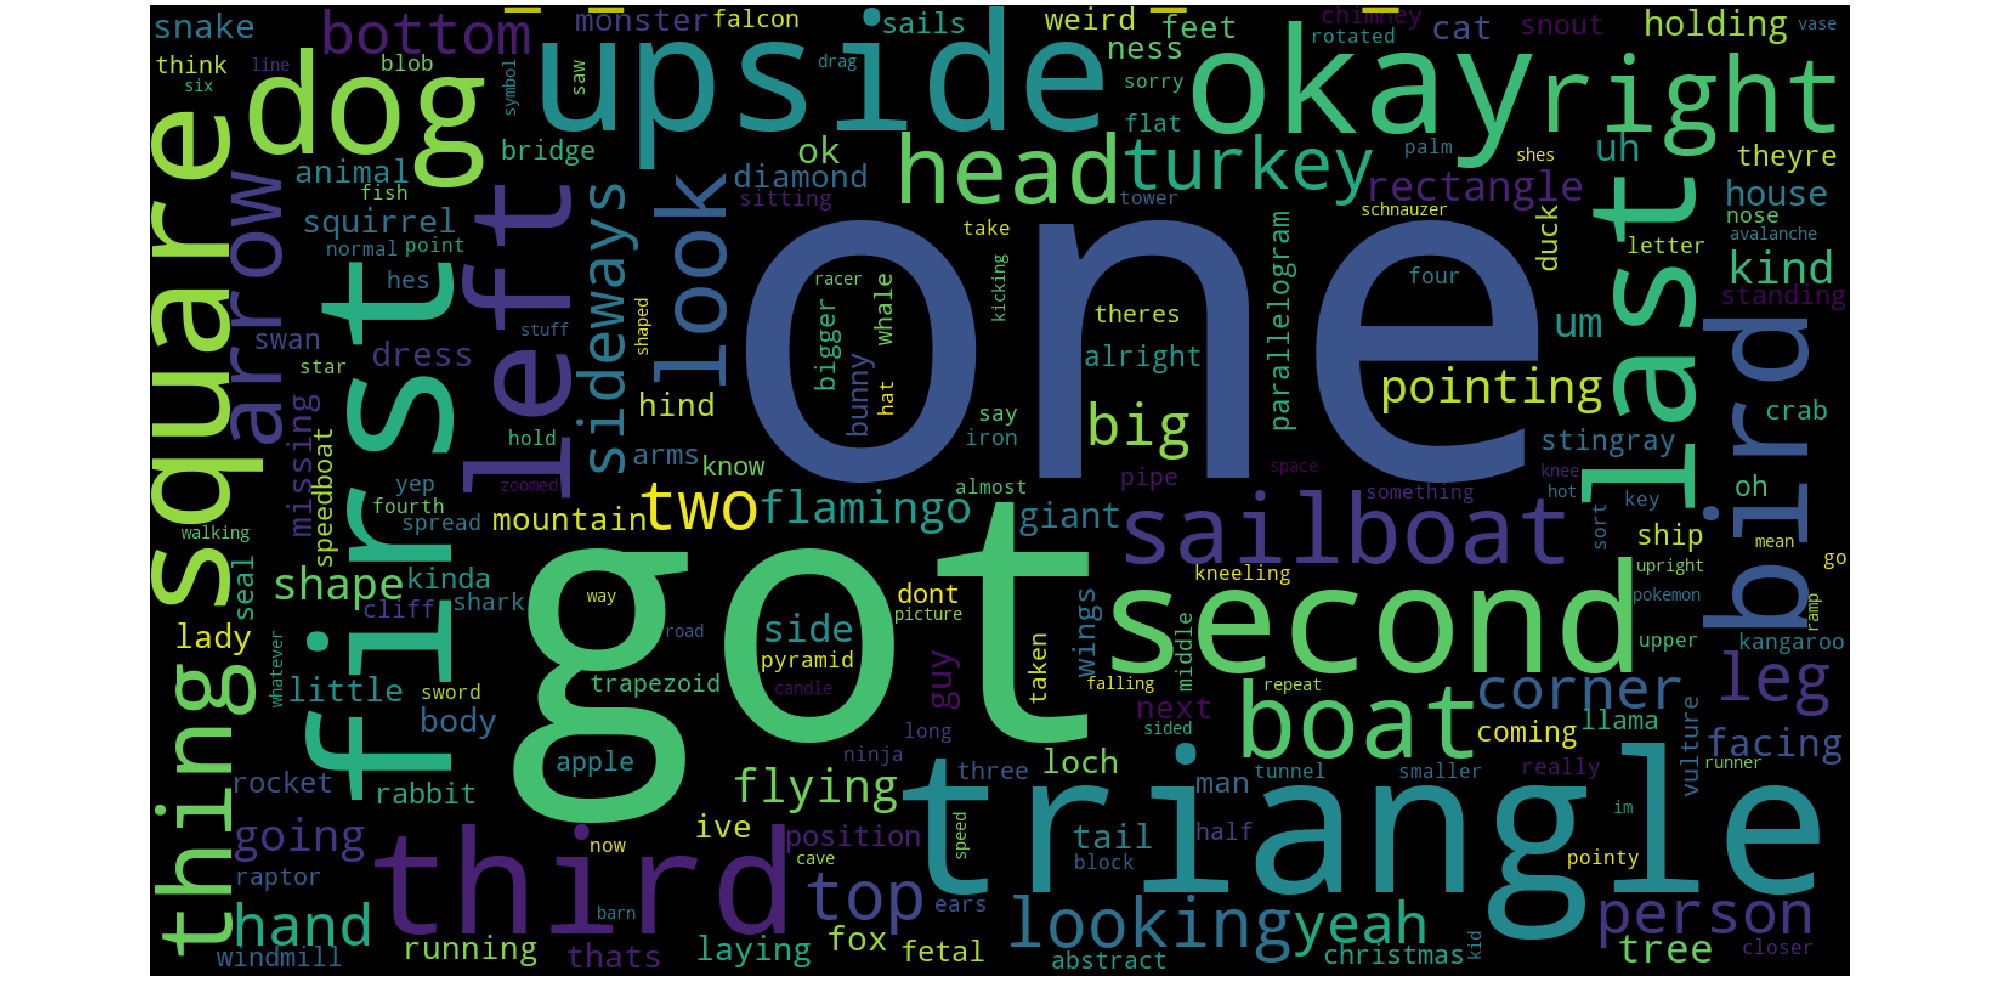 snake
bottom
monster
falcon
sails
weird
feet
chimney
rotated
cat
snout
holding
vase
think
line
blob
six
dog
symbol
saw
upside
drag
ness
sorry
flat
okay
right
bridge
ok
head
turkey
palm
shes
uh
theyre
square
arrow
animal
fish
squirrel
normal
point
left
sideways
look
diamond
sitting
tower
rectangle
house
schnauzer
duck
letter
nose
avalanche
take
one
kind
hes
first
stuff
shaped
racer
whale
kicking
four
parallelogram
last
standing
swan
star
dress
bigger
bunny
hat
theres
alright
um
bird
missing
hind
say
iron
big
pointing
crab
speedboat
hold
arms
know
stingray
yep
zoomed
almost
pipe
space
something
knee
hot
key
oh
fourth
spread
mountain
two
flamingo
giant
sailboat
sort
ship
walking
mean
seal
shape
kinda
cliff
shark
way
got
dont
picture
kneeling
second
upright
pokemon
ramp
go
lady
whatever
road
side
pyramid
wings
middle
upper
kangaroo
thing
little
sword
trapezoid
candle
guy
taken
falling
repeat
corner
leg
body
next
sided
boat
coming
llama
vulture
facing
long
ninja
rocket
rabbit
apple
flying
three
loch
man
tunnel
triangle
smaller
really
runner
going
third
now
ive
position
cave
speed
tail
block
half
im
pointy
raptor
hand
barn
top
ears
looking
yeah
person
windmill
running
thats
laying
fox
fetal
abstract
christmas
kid
tree
closer